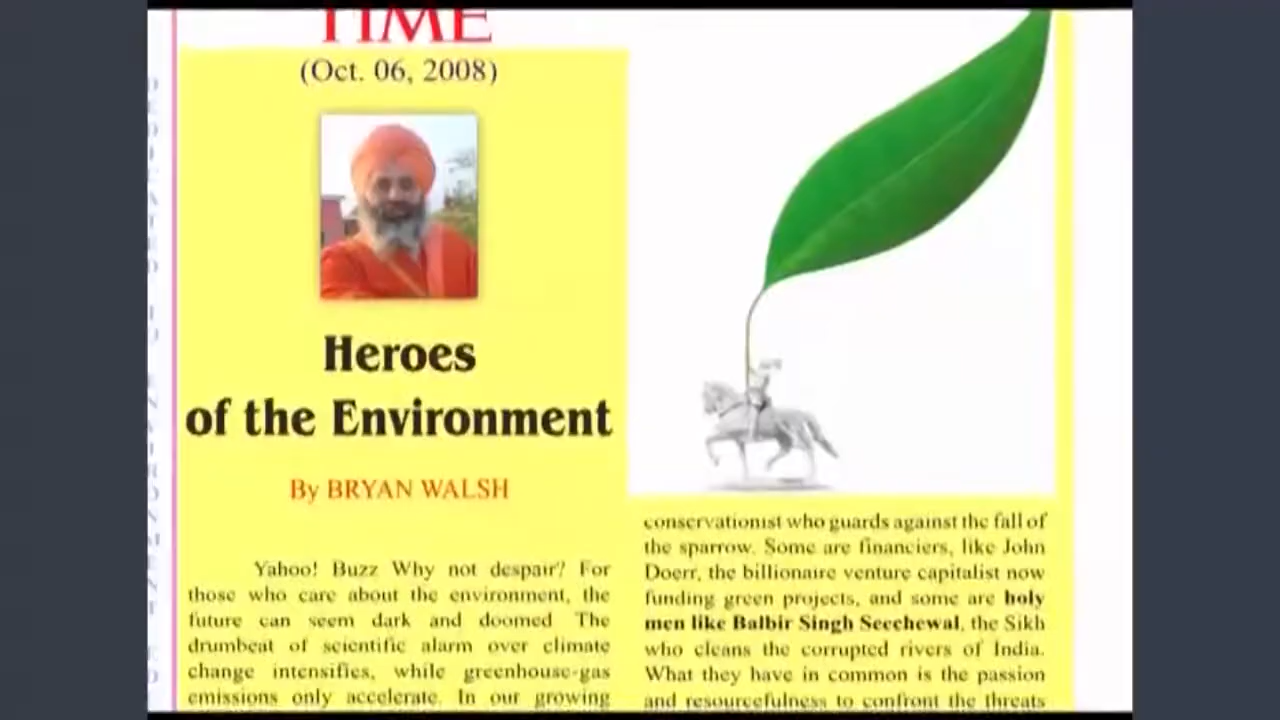 TIME
(Oct. 06, 2008)
Heroes
of the Environment
By BRYAN WALSH
Yahoo! Buzz Why not despair? For
those who care about the environment, the
future can seem dark and doomed The
drumbeat of scientific alarm over climate
change intensifies, while greenhouse-gas
emissions only accelerate. In our growing
conservationist who guards against the fall of
the sparrow. Some are financiers, like John
Doerr, the billionaire venture capitalist now
funding green projects, and some are holy
men like Balbir Singh Seechewal, the Sikh
who cleans the corrupted rivers of India.
What they have in common is the passion
and resourcefulness to confront the threats